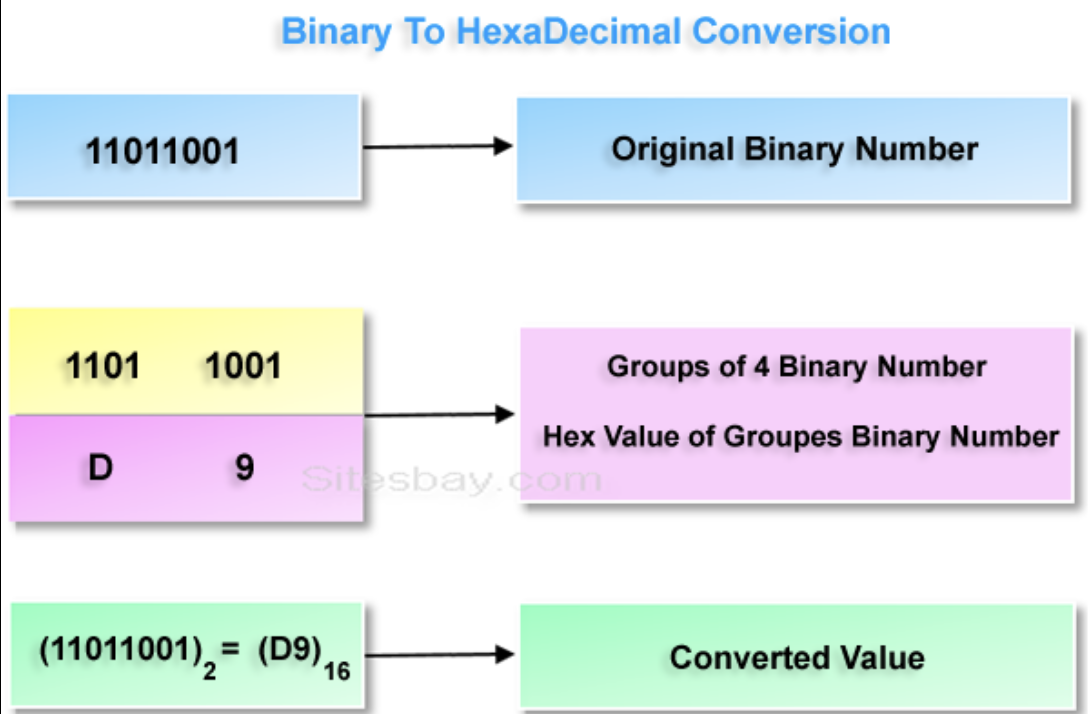 Binary To HexaDecimal Conversion
11011001
Original Binary Number
1101 1001
Groups of 4 Binary Number
Hex Value of Groupes Binary Number
D 9
Sitesbay.com
(11011001)2 = (D9)16
Converted Value